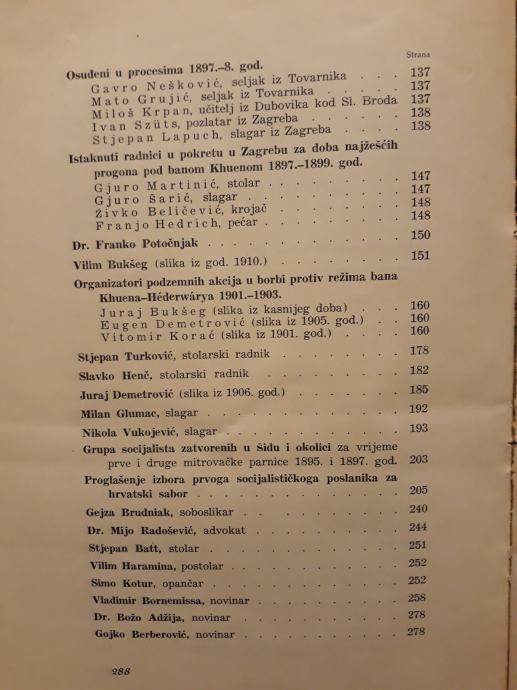 Strana
Osuđeni u procesima 1897.–8. god.
Gavro Nešković, seljak iz Tovarnika . . . 137
Mato Grujić, seljak iz Tovarnika . . . . 137
Miloš Krpan, učitelj iz Dubovika kod Sl. Broda 137
Ivan Szüts, pozlatar iz Zagreba . . . . . 138
Stjepan Lapuch, slagar iz Zagreba . . . . 138
Istaknuti radnici u pokretu u Zagrebu za doba najžešćih
progona pod banom Khuenom 1897.–1899. god.
Gjuro Martinić, stolar . . . . . . . . 147
Gjuro Šarić, slagar . . . . . . . . . 147
Živko Beličević, krojač . . . . . . . 148
Franjo Hedrich, pećar . . . . . . . . 148
Dr. Franko Potočnjak . . . . . . . . . . . 150
Vilim Bukšeg (slika iz god. 1910.) . . . . . . . 151
Organizatori podzemnih akcija u borbi protiv režima bana
Khuena-Héderwárya 1901.–1903.
Juraj Bukšeg (slika iz kasnijeg doba) . . . 160
Eugen Demetrović (slika iz 1905. god.) . . 160
Vitomir Korać (slika iz 1901. god.) . . . . 160
Stjepan Turković, stolarski radnik . . . . . . . 178
Slavko Henč, stolarski radnik . . . . . . . . 182
Juraj Demetrović (slika iz 1906. god.) . . . . . . 185
Milan Glumac, slagar . . . . . . . . . . . 192
Nikola Vukojević, slagar . . . . . . . . . . 193
Grupa socijalista zatvorenih u Šidu i okolici za vrijeme
prve i druge mitrovačke parnice 1895. i 1897. god. 203
Proglašenje izbora prvoga socijalističkoga poslanika za
hrvatski sabor . . . . . . . . . . . 205
Gejza Brudniak, soboslikar . . . . . . . . . 240
Dr. Mijo Radošević, advokat . . . . . . . . . 244
Stjepan Batt, stolar . . . . . . . . . . . 251
Vilim Haramina, postolar . . . . . . . . . . 252
Simo Kotur, opančar . . . . . . . . . . . 252
Vladimir Bornemissa, novinar . . . . . . . . 258
Dr. Božo Adžija, novinar . . . . . . . . . . 278
Gojko Berberović, novinar . . . . . . . . . 278
288